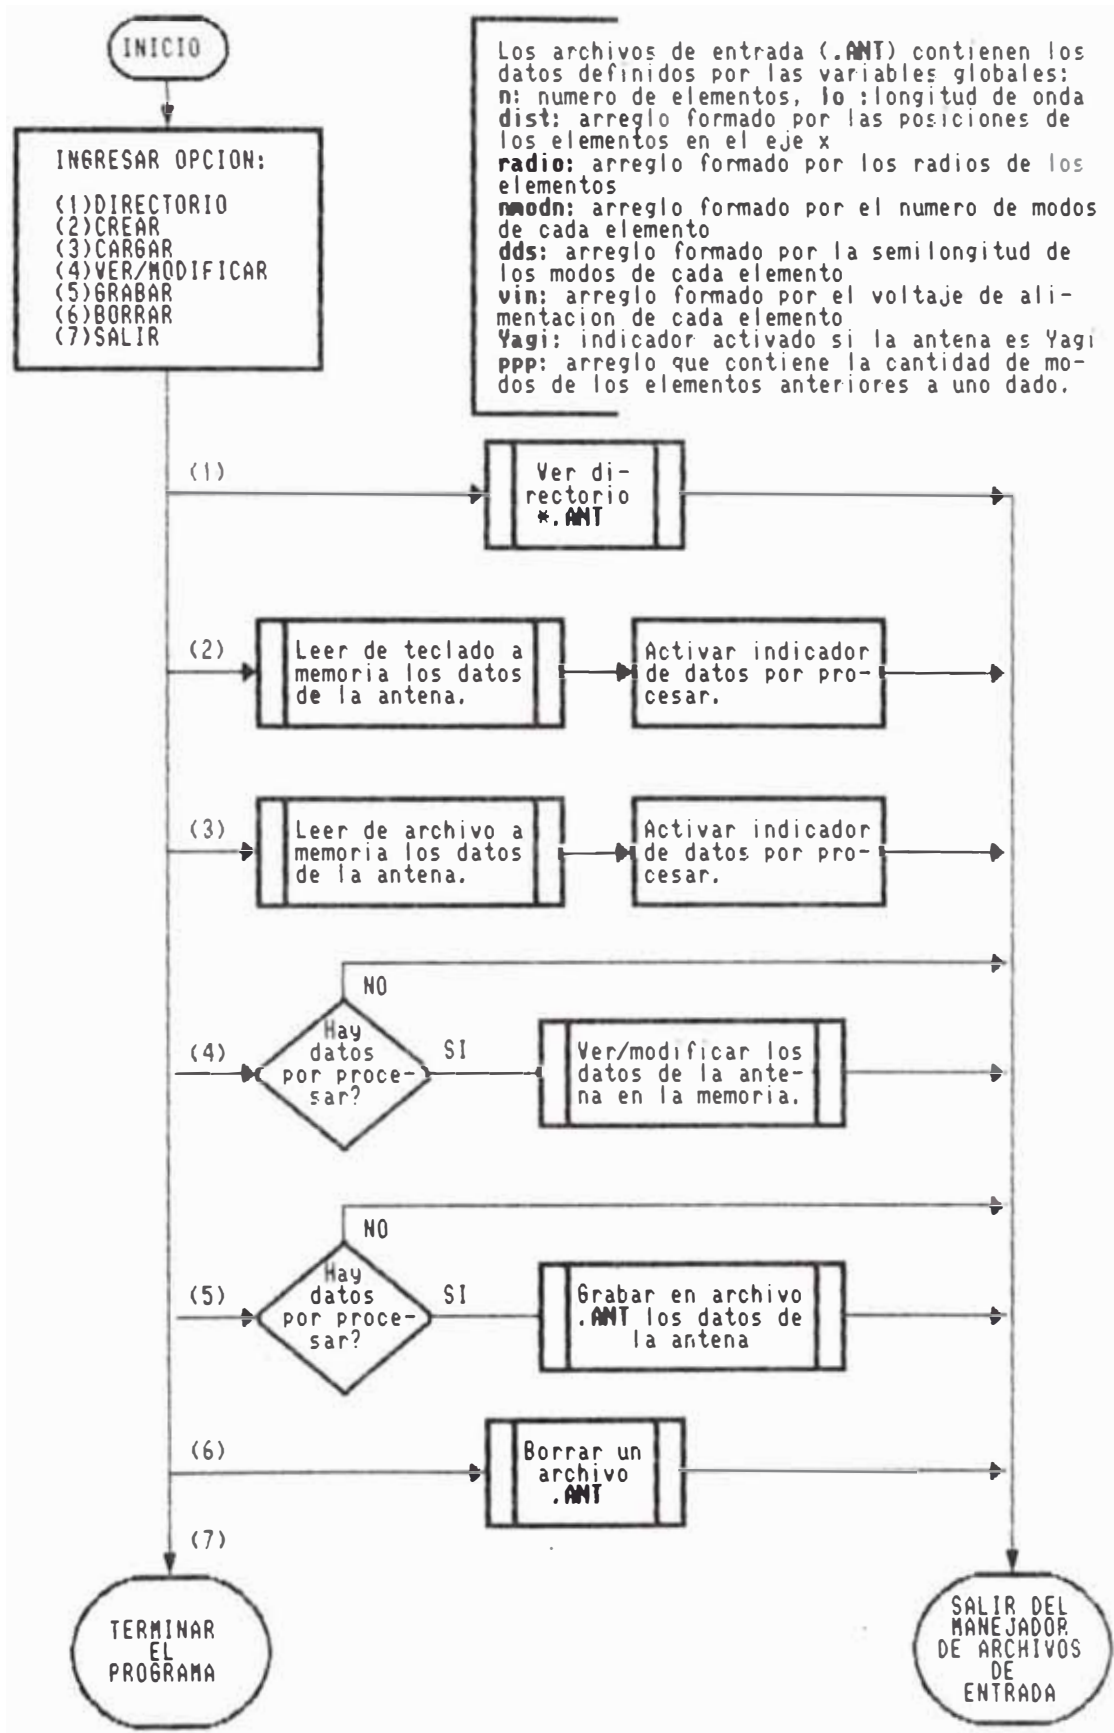 INICIO
INGRESAR OPCION:
(1)DIRECTORIO
(2)CREAR
(3)CARGAR
(4)VER/MODIFICAR
(5)GRABAR
(6)BORRAR
(7)SALIR
Los archivos de entrada (.ANT) contienen los
datos definidos por las variables globales:
n: numero de elementos, lo :longitud de onda
dist: arreglo formado por las posiciones de
los elementos en el eje x
radio: arreglo formado por los radios de los
elementos
nmodn: arreglo formado por el numero de modos
de cada elemento
dds: arreglo formado por la semilongitud de
los modos de cada elemento
vin: arreglo formado por el voltaje de ali-
mentacion de cada elemento
Yagi: indicador activado si la antena es Yagi
ppp: arreglo que contiene la cantidad de mo-
dos de los elementos anteriores a uno dado.
(1)
Ver di-
rectorio
*.ANT
(2)
Leer de teclado a
memoria los datos
de la antena.
Activar indicador
de datos por pro-
cesar.
(3)
Leer de archivo a
memoria los datos
de la antena.
Activar indicador
de datos por pro-
cesar.
NO
(4)
Hay
datos
por proce-
sar?
SI
Ver/modificar los
datos de la ante-
na en la memoria.
NO
(5)
Hay
datos
por proce-
sar?
SI
Grabar en archivo
.ANT los datos de
la antena
(6)
Borrar un
archivo
.ANT
(7)
TERMINAR
EL
PROGRAMA
SALIR DEL
MANEJADOR
DE ARCHIVOS
DE
ENTRADA